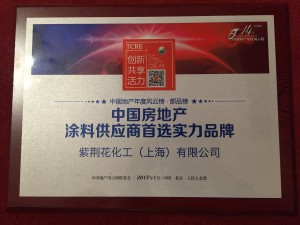 TCRE
创新
共享
活力
中国地产年度风云榜·部品榜
中国房地产
涂料供应商首选实力品牌
紫荆花化工（上海）有限公司